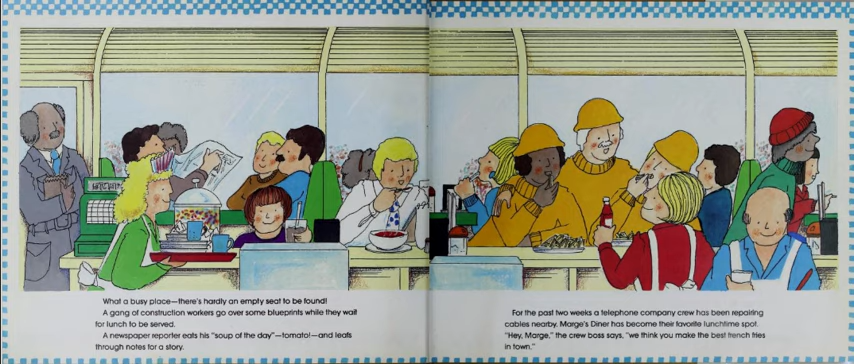 What a busy place—there's hardly an empty seat to be found!
A gang of construction workers go over some blueprints while they wait
for lunch to be served.
A newspaper reporter eats his "soup of the day"—tomato!—and leafs
through notes for a story.
For the past two weeks a telephone company crew has been repairing
cables nearby. Marge's Diner has become their favorite lunchtime spot.
"Hey, Marge," the crew boss says, "we think you make the best french fries
in town."